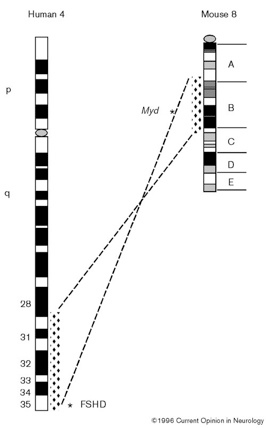 Human 4
Mouse 8
A
p
Myd *
B
C
q
D
E
28
31
32
33
34
35
* FSHD
©1996 Current Opinion in Neurology